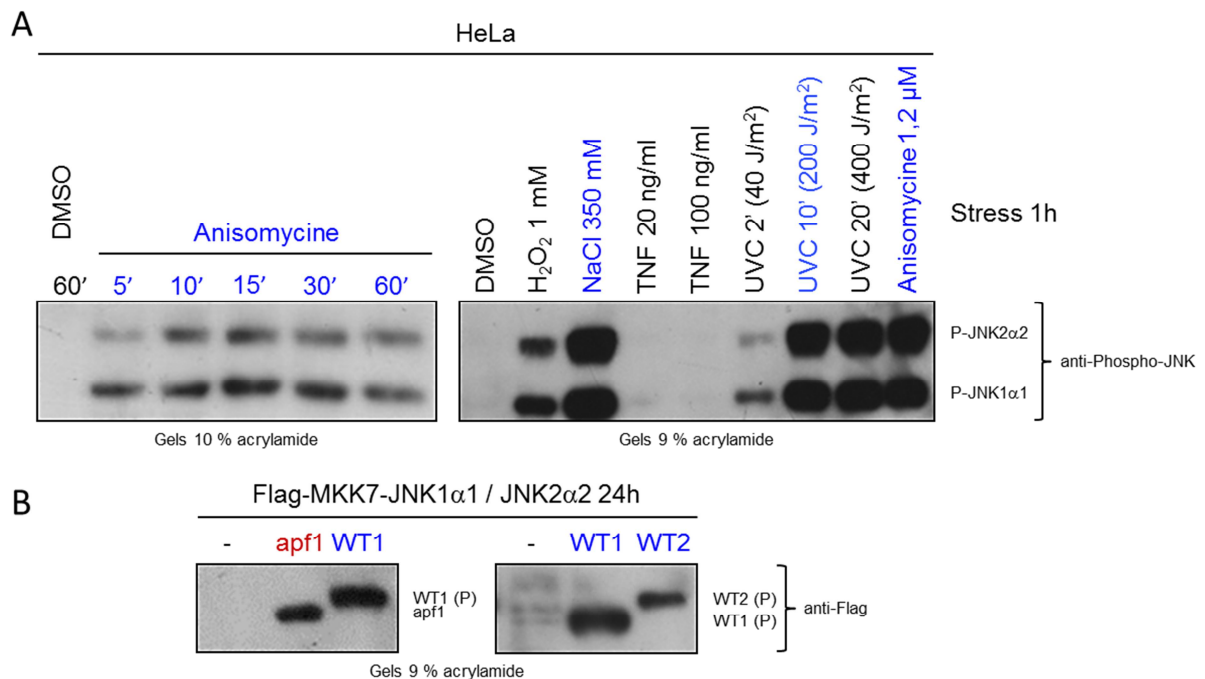 A
HeLa
DMSO
Anisomycine
60’ 5’ 10’ 15’ 30’ 60’
DMSO
H₂O₂ 1 mM
NaCl 350 mM
TNF 20 ng/ml
TNF 100 ng/ml
UVC 2’ (40 J/m²)
UVC 10’ (200 J/m²)
UVC 20’ (400 J/m²)
Anisomycine 1,2 µM
Stress 1h
P-JNK2α2
anti-Phospho-JNK
P-JNK1α1
Gels 10 % acrylamide
Gels 9 % acrylamide
B
Flag-MKK7-JNK1α1 / JNK2α2 24h
- apf1 WT1
- WT1 WT2
WT1 (P)
apf1
WT2 (P)
WT1 (P)
anti-Flag
Gels 9 % acrylamide